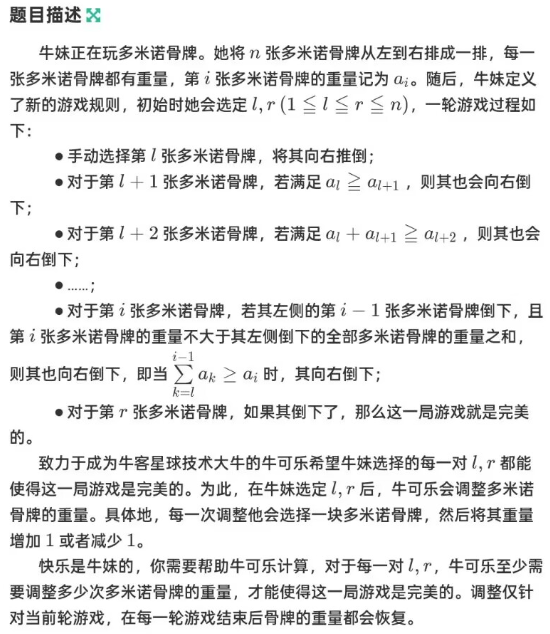 题目描述
牛妹正在玩多米诺骨牌。她将 n 张多米诺骨牌从左到右排成一排，每一
张多米诺骨牌都有重量，第 i 张多米诺骨牌的重量记为 a_i。随后，牛妹定义
了新的游戏规则，初始时她会选定 l, r (1 ≦ l ≦ r ≦ n)，一轮游戏过程如
下：
●手动选择第 l 张多米诺骨牌，将其向右推倒；
●对于第 l + 1 张多米诺骨牌，若满足 a_l ≧ a_{l+1} ，则其也会向右倒
下；
●对于第 l + 2 张多米诺骨牌，若满足 a_l + a_{l+1} ≧ a_{l+2} ，则其也会
向右倒下；
●……；
●对于第 i 张多米诺骨牌，若其左侧的第 i − 1 张多米诺骨牌倒下，且
第 i 张多米诺骨牌的重量不大于其左侧倒下的全部多米诺骨牌的重量之和，
则其也向右倒下，即当 \sum_{k=l}^{i-1} a_k ≥ a_i 时，其向右倒下；
●对于第 r 张多米诺骨牌，如果其倒下了，那么这一局游戏就是完美
的。
致力于成为牛客星球技术大牛的牛可乐希望牛妹选择的每一对 l, r 都能
使得这一局游戏是完美的。为此，在牛妹选定 l, r 后，牛可乐会调整多米诺
骨牌的重量。具体地，每一次调整他会选择一块多米诺骨牌，然后将其重量
增加 1 或者减少 1。
快乐是牛妹的，你需要帮助牛可乐计算，对于每一对 l, r，牛可乐至少需
要调整多少次多米诺骨牌的重量，才能使得这一局游戏是完美的。调整仅针
对当前轮游戏，在每一轮游戏结束后骨牌的重量都会恢复。